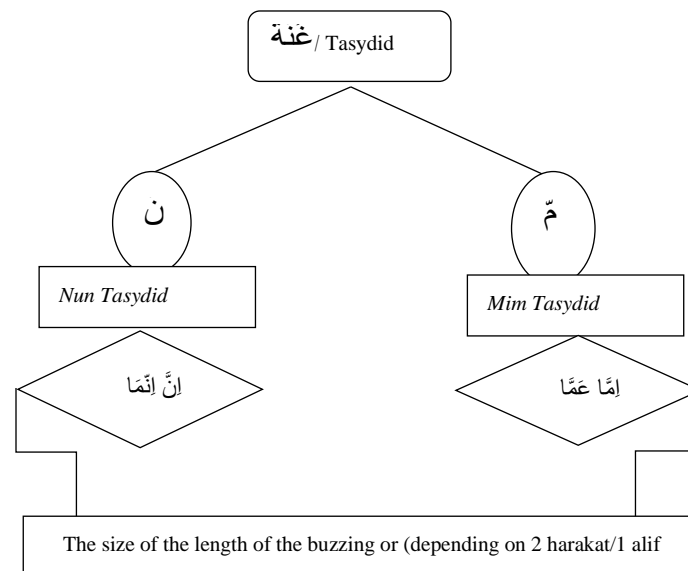 غنة / Tasydid
ن
مّ
Nun Tasydid
Mim Tasydid
اِنَّ اِنّمَا
اِمَّا عَمَّا
The size of the length of the buzzing or (depending on 2 harakat/1 alif